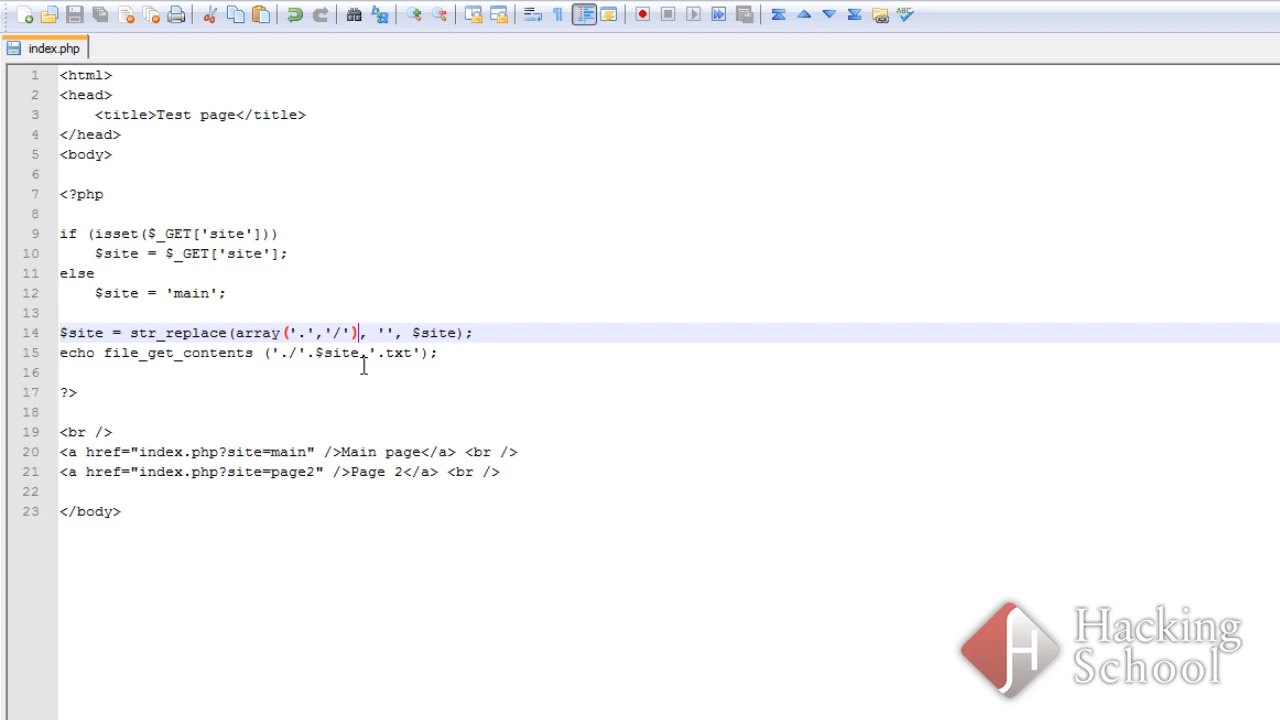 index.php
1 <html>
2 <head>
3 <title>Test page</title>
4 </head>
5 <body>
6
7 <?php
8
9 if (isset($_GET['site']))
10 $site = $_GET['site'];
11 else
12 $site = 'main';
13
14 $site = str_replace(array('.','/'), '', $site);
15 echo file_get_contents ('./'.$site.'.txt');
16
17 ?>
18
19 <br />
20 <a href="index.php?site=main" />Main page</a> <br />
21 <a href="index.php?site=page2" />Page 2</a> <br />
22
23 </body>
Hacking
School